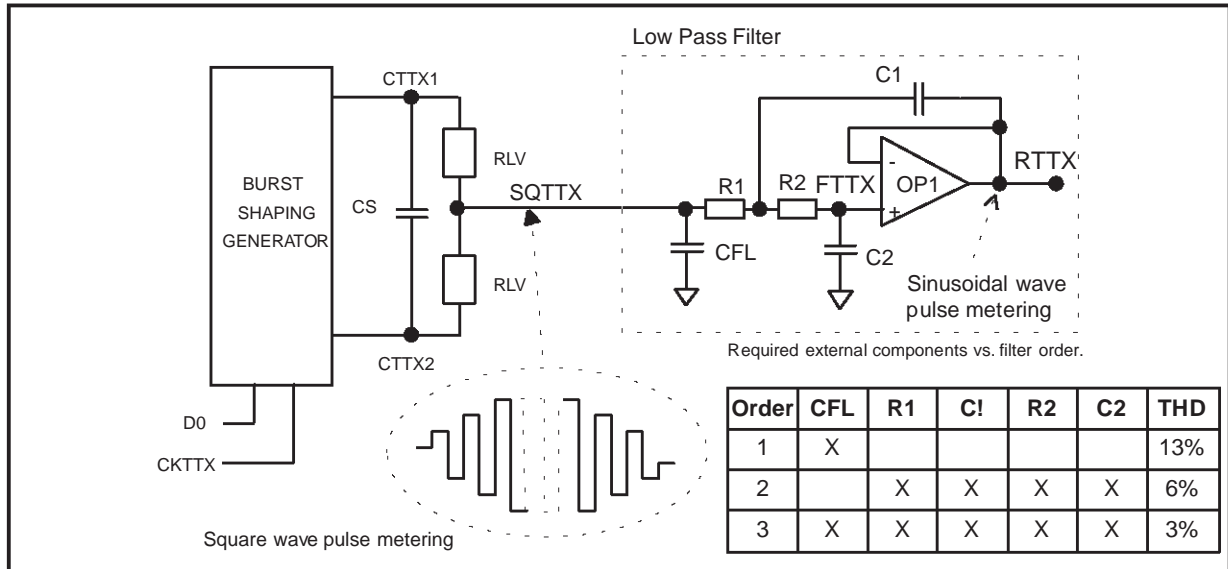 Low Pass Filter
CTTX1
C1
RLV
BURST
SHAPING
GENERATOR
CS
SQTTX
R1
R2
FTTX
-
OP1
+
RTTX
CFL
C2
RLV
Sinusoidal wave
pulse metering
CTTX2
Required external components vs. filter order.
D0
CKTTX
Square wave pulse metering
Order CFL R1 C! R2 C2 THD
1 X 13%
2 X X X X 6%
3 X X X X X 3%